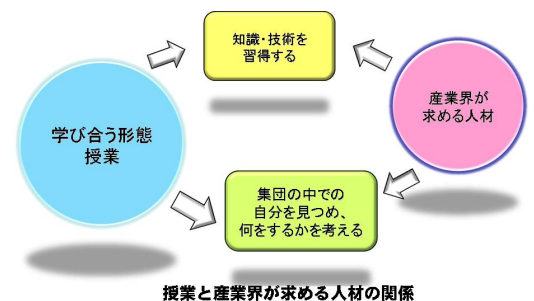 知識・技術を
習得する
学び合う形態
授業
産業界が
求める人材
集団の中での
自分を見つめ、
何をするかを考える
授業と産業界が求める人材の関係